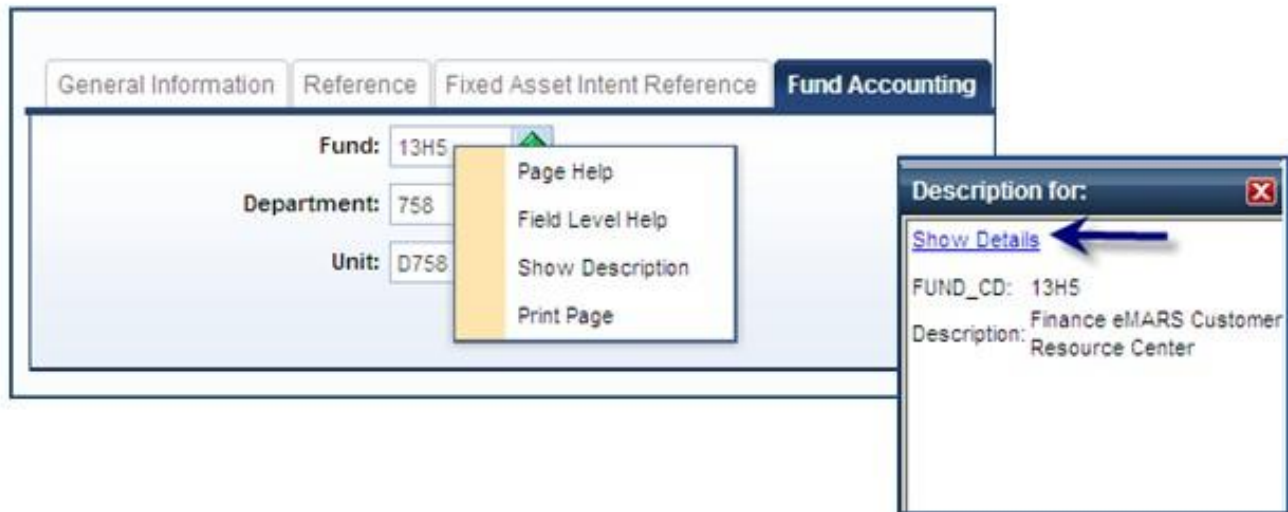 General Information Reference Fixed Asset Intent Reference Fund Accounting
Fund: 13H5
Department: 758
Unit: D758
Page Help
Field Level Help
Show Description
Print Page
Description for:
Show Details
FUND_CD: 13H5
Description: Finance eMARS Customer
Resource Center